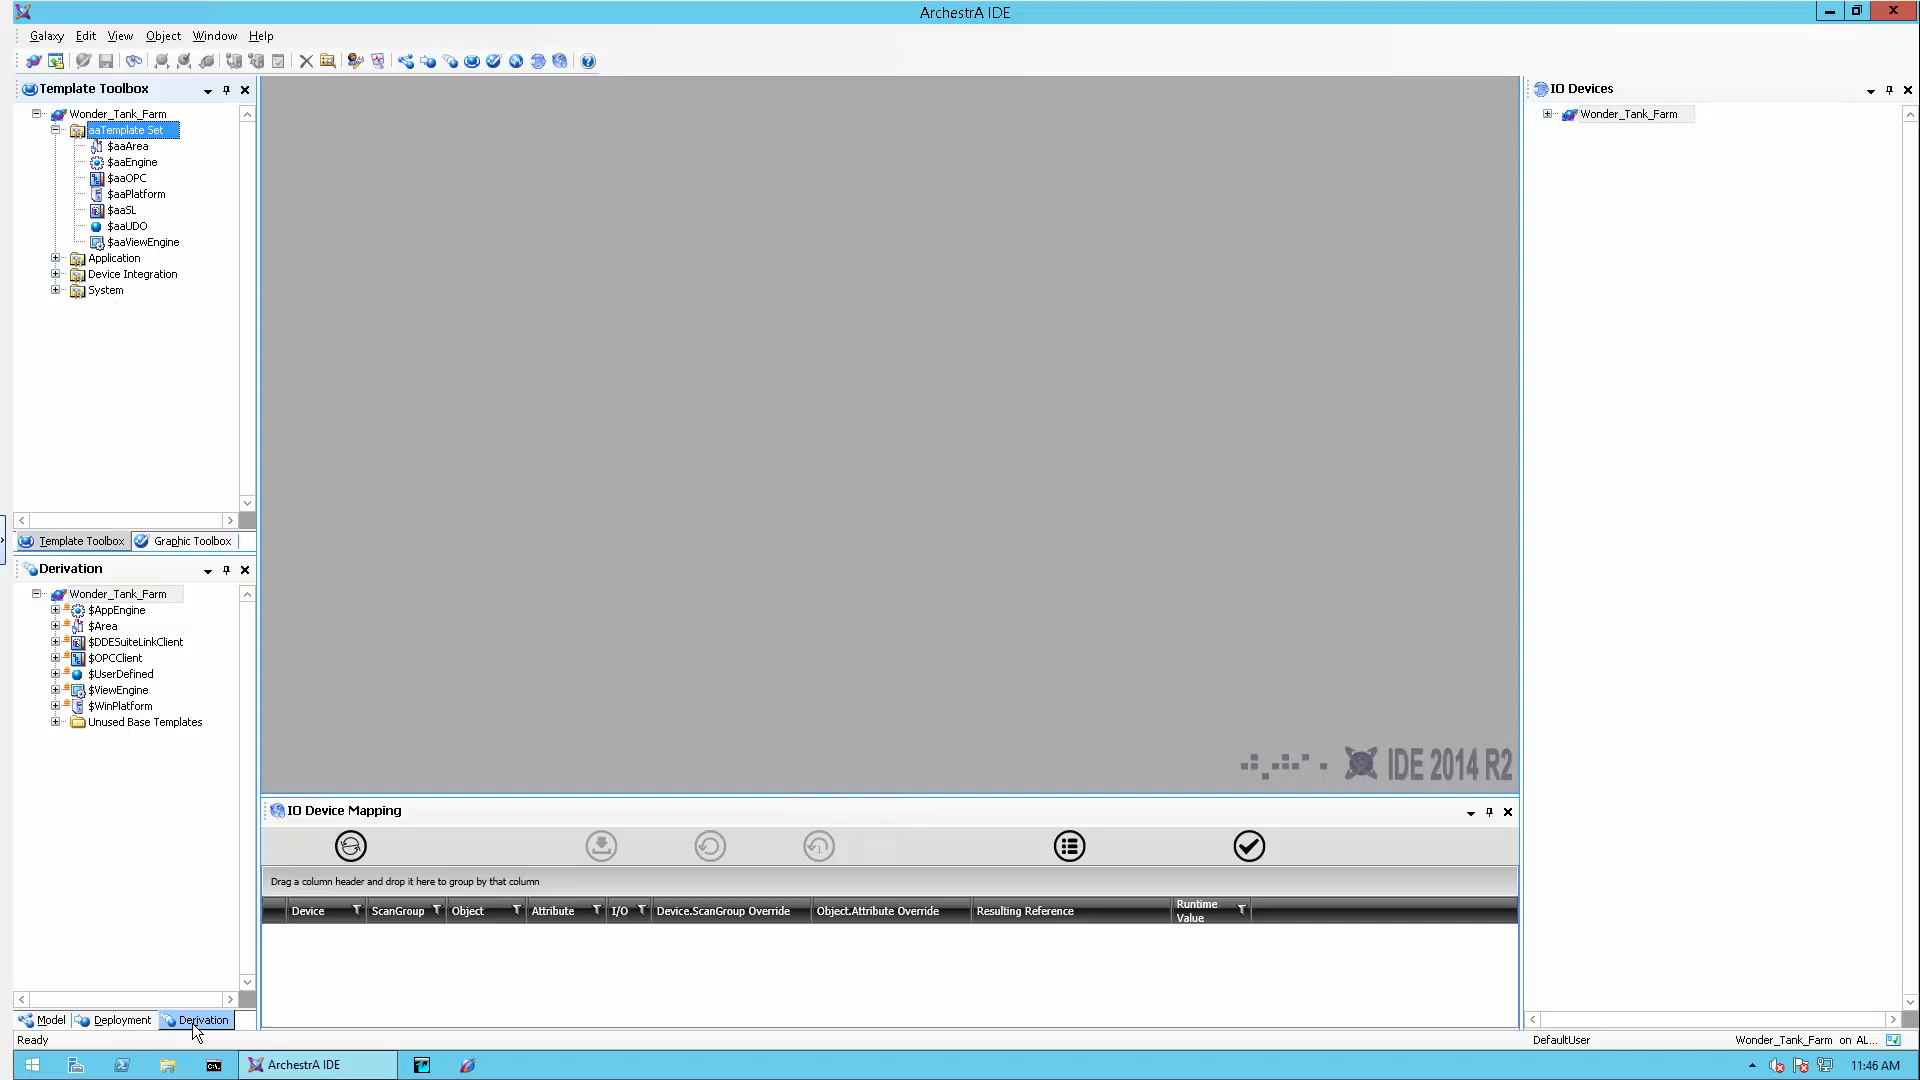 ArchestrA IDE
Galaxy Edit View Object Window Help
Template Toolbox
Wonder_Tank_Farm
aaTemplate Set
$aaArea
$aaEngine
$aaOPC
$aaPlatform
$aaSL
$aaUDO
$aaViewEngine
Application
Device Integration
System
Template Toolbox Graphic Toolbox
Derivation
Wonder_Tank_Farm
$AppEngine
$Area
$DDESuiteLinkClient
$OPCClient
$UserDefined
$ViewEngine
$WinPlatform
Unused Base Templates
Model Deployment Derivation
IO Devices
Wonder_Tank_Farm
IDE 2014 R2
IO Device Mapping
Drag a column header and drop it here to group by that column
Device ScanGroup Object Attribute I/O Device.ScanGroup Override Object.Attribute Override Resulting Reference Runtime Value
Ready DefaultUser Wonder_Tank_Farm on AL...
ArchestrA IDE 11:46 AM